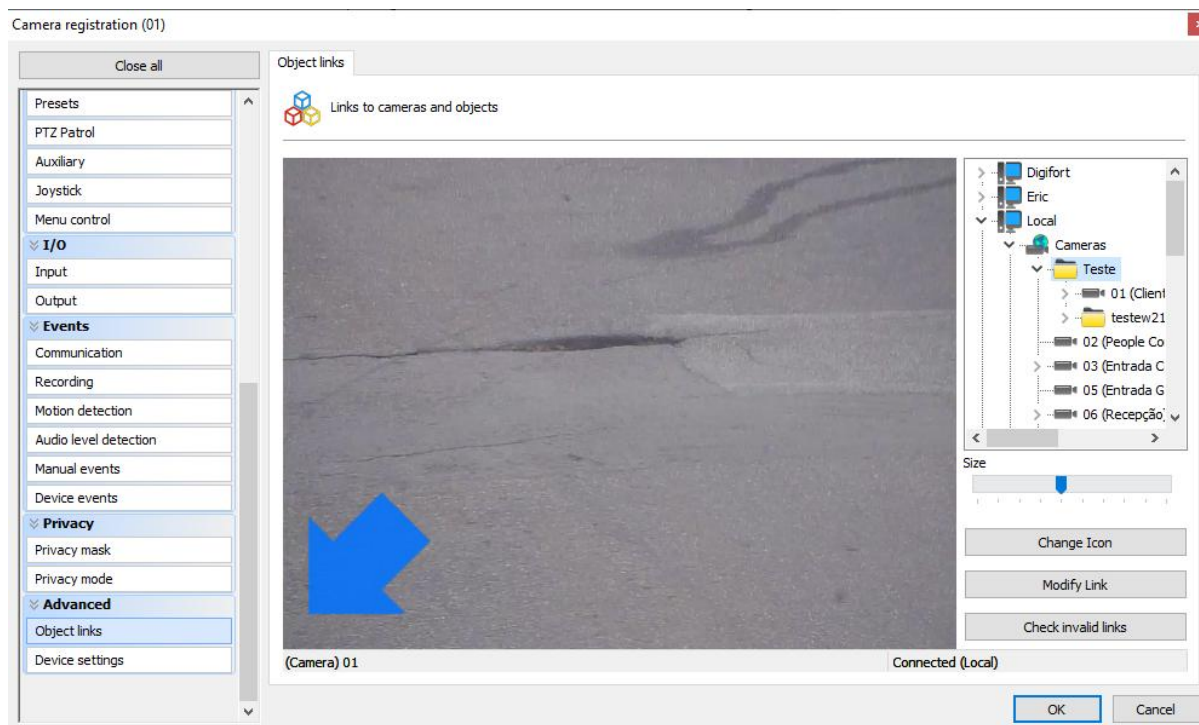 Camera registration (01)
Close all
Presets
PTZ Patrol
Auxiliary
Joystick
Menu control
I/O
Input
Output
Events
Communication
Recording
Motion detection
Audio level detection
Manual events
Device events
Privacy
Privacy mask
Privacy mode
Advanced
Object links
Device settings
Object links
Links to cameras and objects
(Camera) 01
Connected (Local)
Digifort
Eric
Local
Cameras
Teste
01 (Client
testew21
02 (People Co
03 (Entrada C
05 (Entrada G
06 (Recepção)
Size
Change Icon
Modify Link
Check invalid links
OK
Cancel